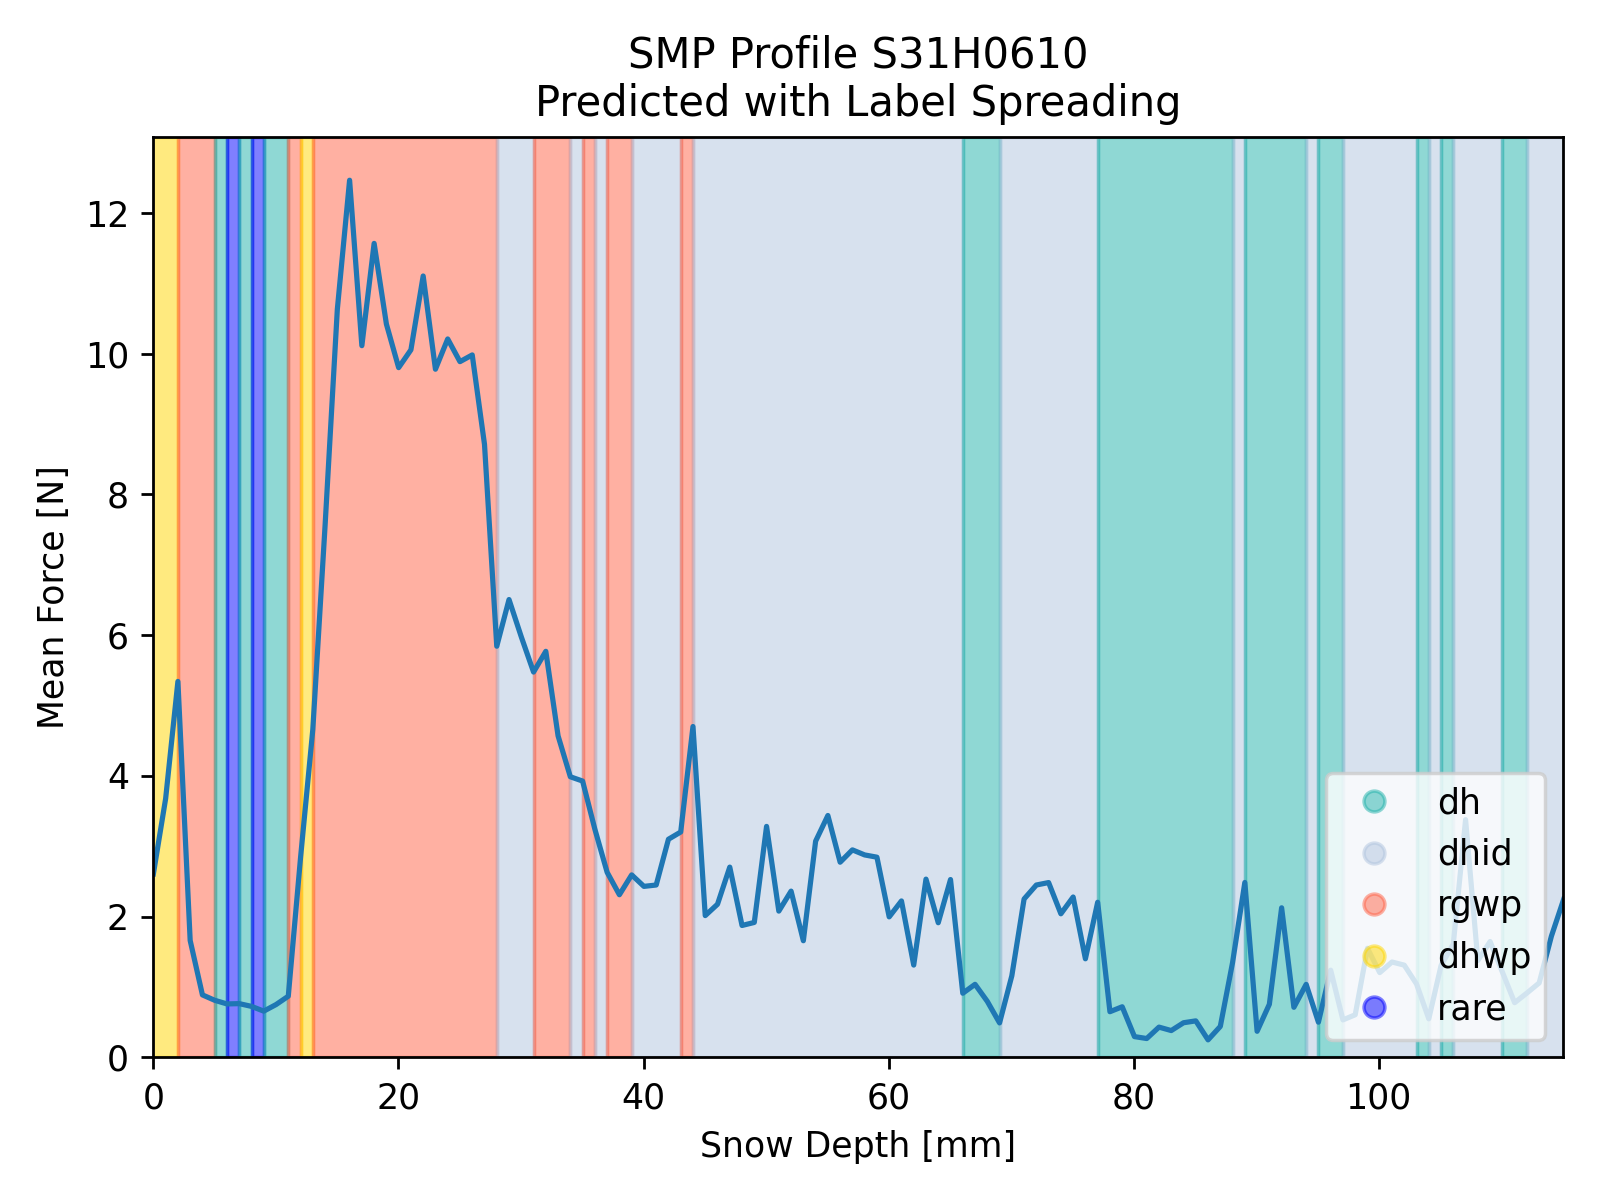 SMP Profile S31H0610
Predicted with Label Spreading
Mean Force [N]
12
10
8
6
4
2
0
0 20 40 60 80 100
Snow Depth [mm]
dh
dhid
rgwp
dhwp
rare